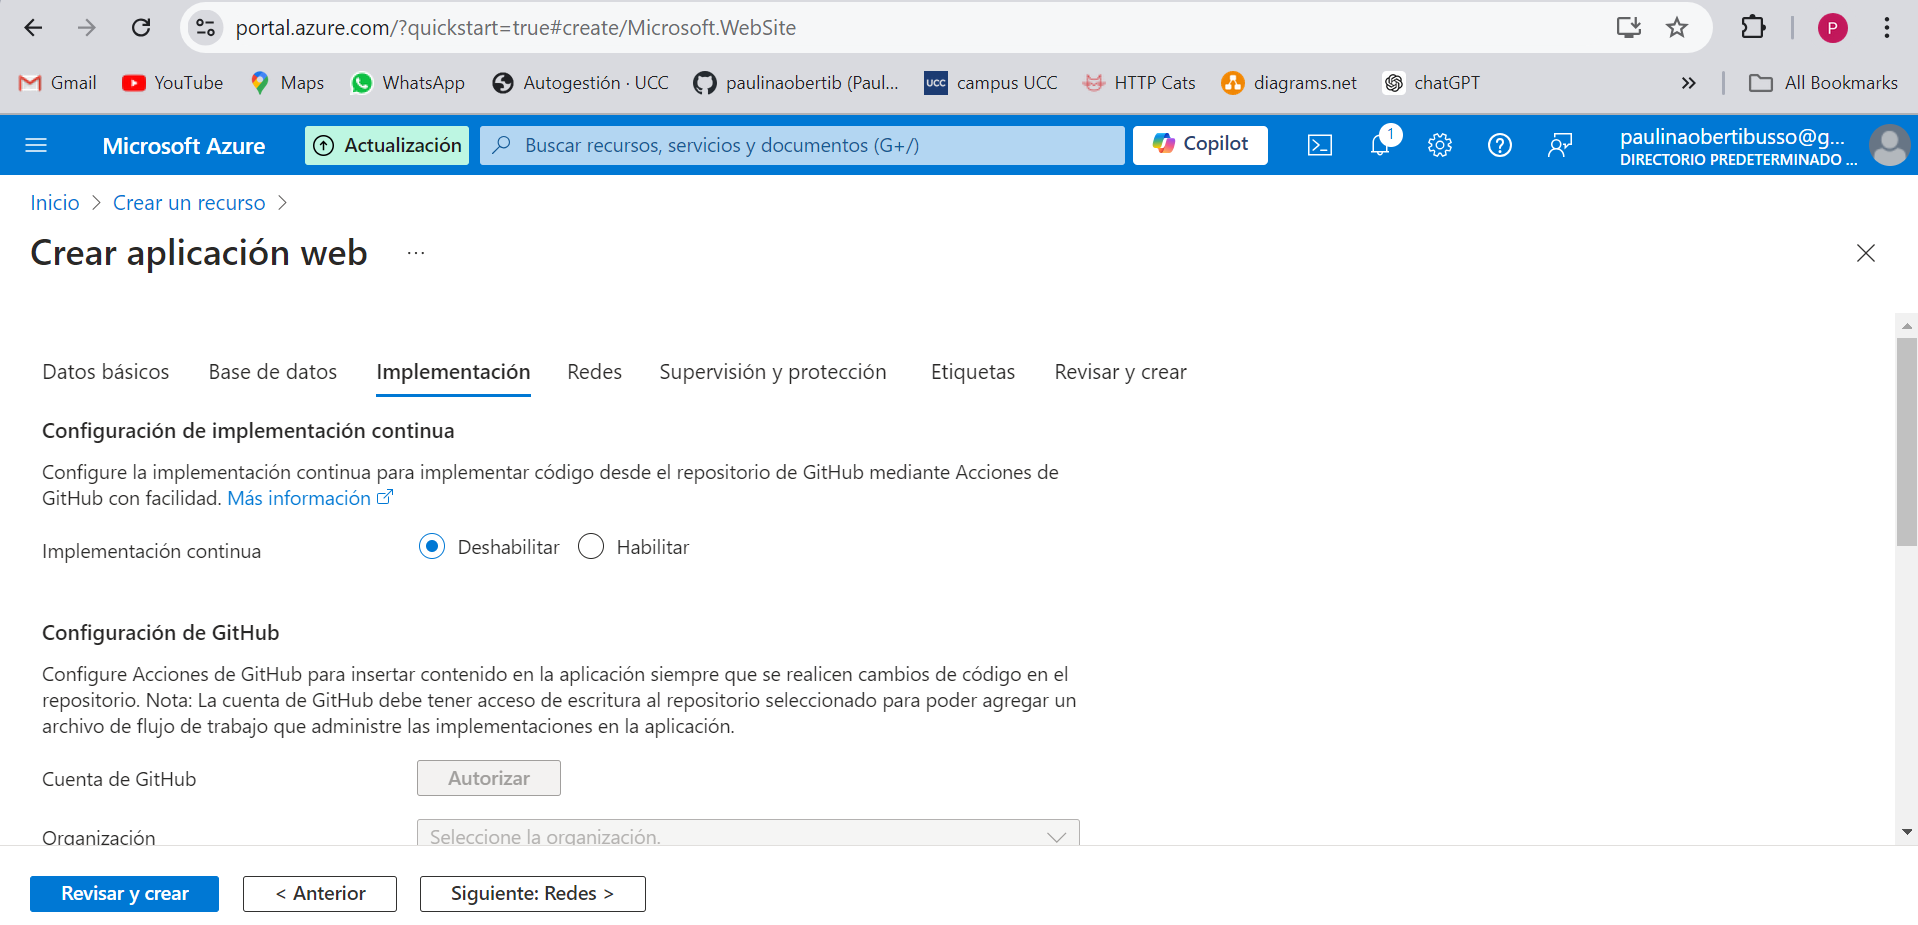 portal.azure.com/?quickstart=true#create/Microsoft.WebSite
P
Gmail YouTube Maps WhatsApp Autogestión · UCC paulinaobertib (Paul... UCC campus UCC HTTP Cats diagrams.net chatGPT » All Bookmarks
Microsoft Azure Actualización Buscar recursos, servicios y documentos (G+/) Copilot 1 paulinaobertibusso@g...
DIRECTORIO PREDETERMINADO ...
Inicio > Crear un recurso >
Crear aplicación web ...
Datos básicos Base de datos Implementación Redes Supervisión y protección Etiquetas Revisar y crear
Configuración de implementación continua
Configure la implementación continua para implementar código desde el repositorio de GitHub mediante Acciones de
GitHub con facilidad. Más información
Implementación continua Deshabilitar Habilitar
Configuración de GitHub
Configure Acciones de GitHub para insertar contenido en la aplicación siempre que se realicen cambios de código en el
repositorio. Nota: La cuenta de GitHub debe tener acceso de escritura al repositorio seleccionado para poder agregar un
archivo de flujo de trabajo que administre las implementaciones en la aplicación.
Cuenta de GitHub Autorizar
Organización Seleccione la organización.
Revisar y crear < Anterior Siguiente: Redes >